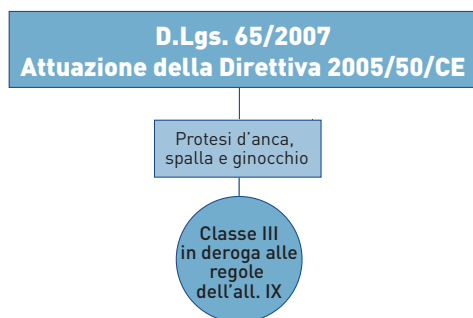 D.Lgs. 65/2007
Attuazione della Direttiva 2005/50/CE
Protesi d'anca,
spalla e ginocchio
Classe III
in deroga alle
regole
dell'all. IX